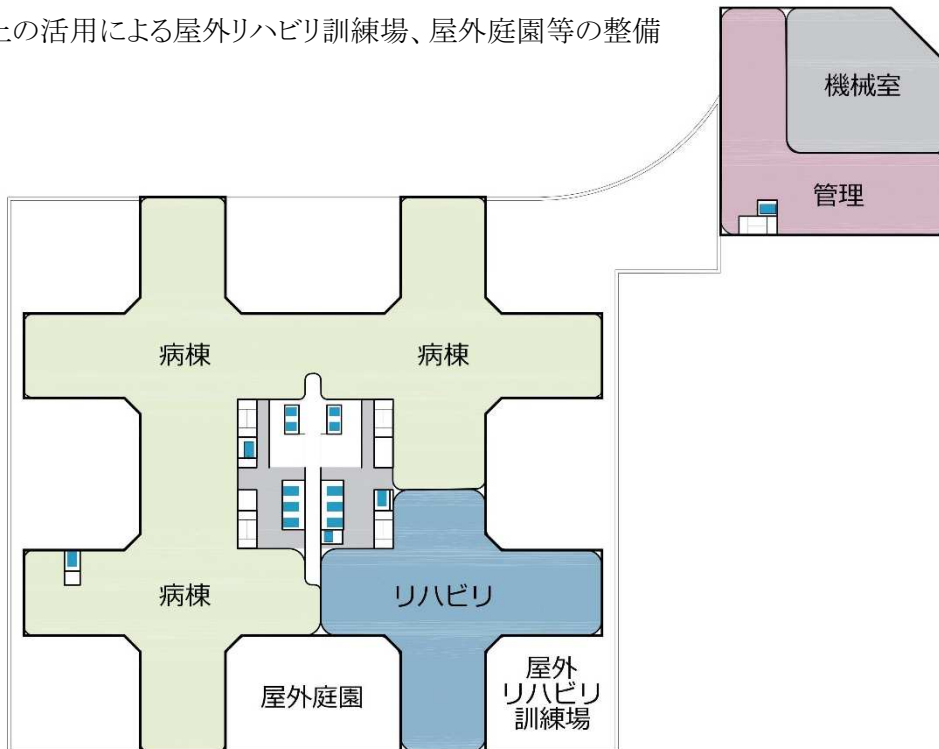 上の活用による屋外リハビリ訓練場、屋外庭園等の整備
機械室
管理
病棟
病棟
病棟
リハビリ
屋外庭園
屋外
リハビリ
訓練場